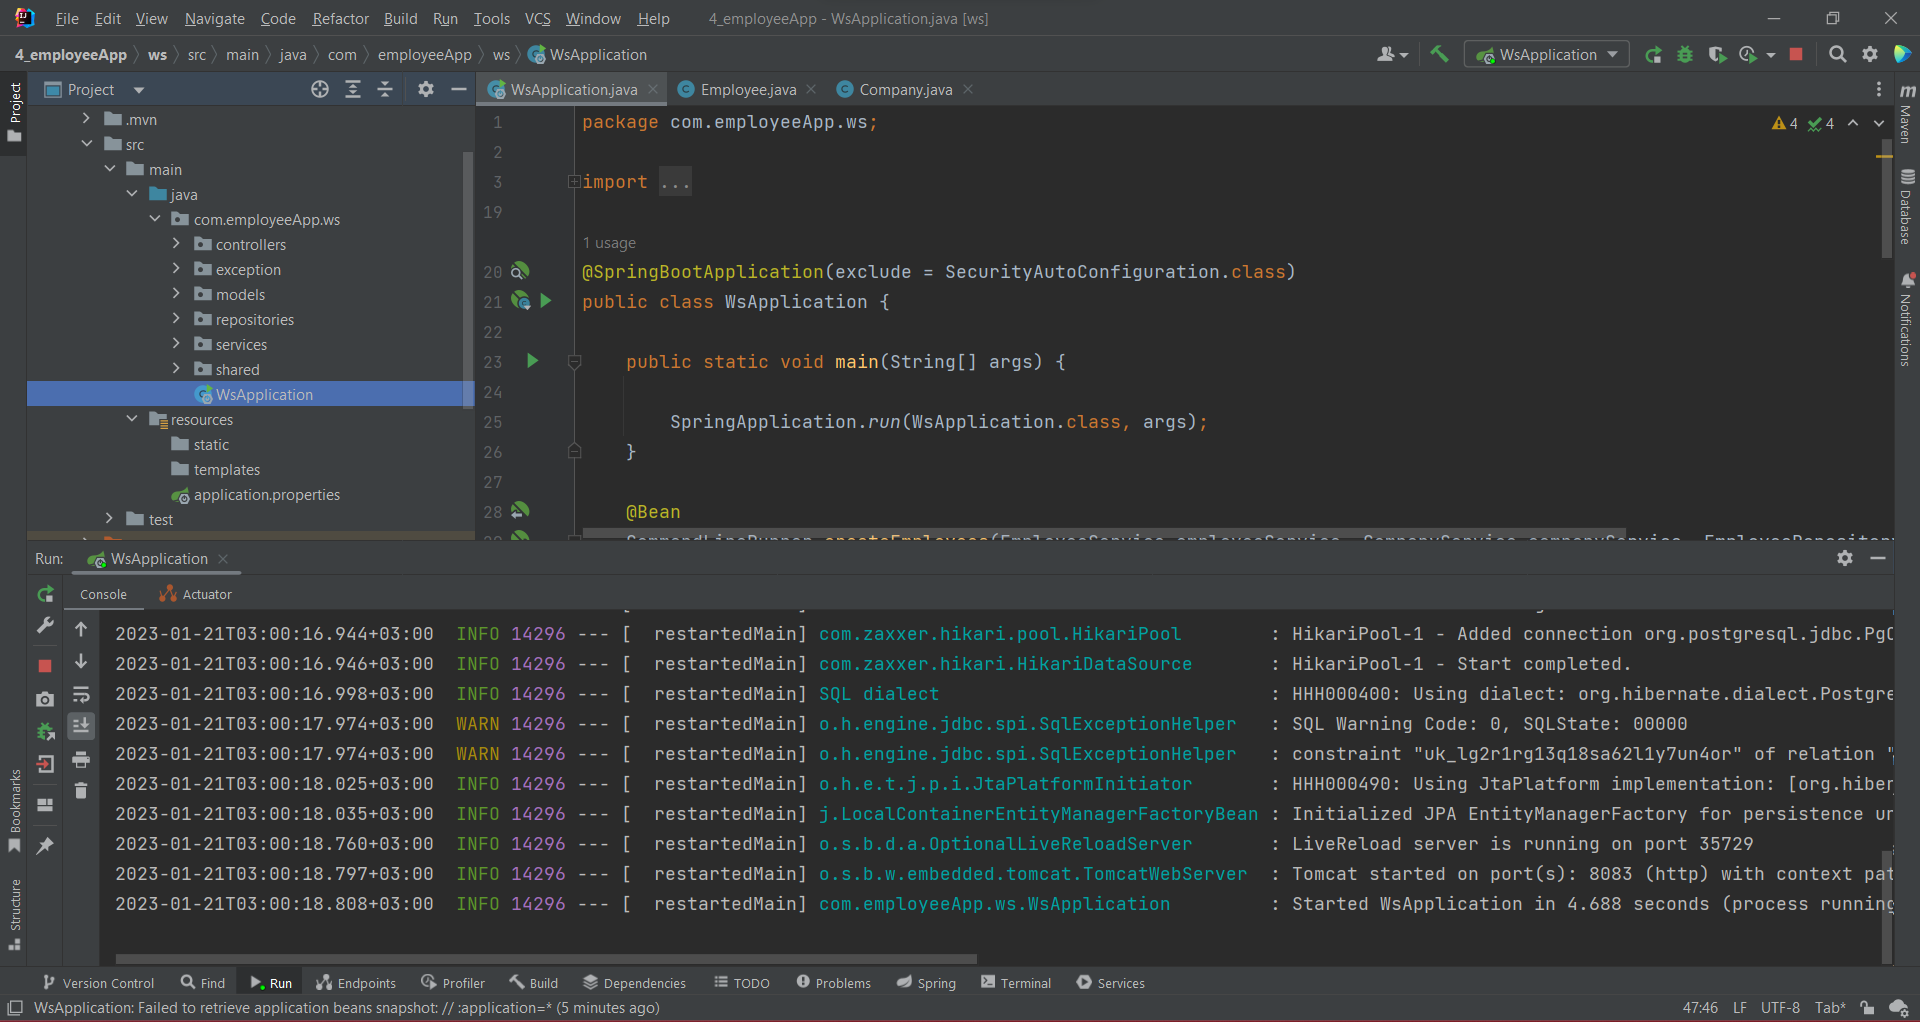 File Edit View Navigate Code Refactor Build Run Tools VCS Window Help 4_employeeApp - WsApplication.java [ws]
4_employeeApp ws src main java com employeeApp ws WsApplication WsApplication
Project
Project
WsApplication.java Employee.java Company.java
.mvn
src
main
java
com.employeeApp.ws
controllers
exception
models
repositories
services
shared
WsApplication
resources
static
templates
application.properties
test
4 4
1 package com.employeeApp.ws;
2
3 import ...
19
1 usage
20 @SpringBootApplication(exclude = SecurityAutoConfiguration.class)
21 public class WsApplication {
22
23 public static void main(String[] args) {
24
25 SpringApplication.run(WsApplication.class, args);
26 }
27
28 @Bean
CommandLineRunner createEmployees(EmployeeService employeeService, CompanyService companyService, EmployeeRepositor
Maven
Database
Notifications
Run: WsApplication
Console Actuator
2023-01-21T03:00:16.944+03:00 INFO 14296 --- [ restartedMain] com.zaxxer.hikari.pool.HikariPool : HikariPool-1 - Added connection org.postgresql.jdbc.PgC
2023-01-21T03:00:16.946+03:00 INFO 14296 --- [ restartedMain] com.zaxxer.hikari.HikariDataSource : HikariPool-1 - Start completed.
2023-01-21T03:00:16.998+03:00 INFO 14296 --- [ restartedMain] SQL dialect : HHH000400: Using dialect: org.hibernate.dialect.Postgre
2023-01-21T03:00:17.974+03:00 WARN 14296 --- [ restartedMain] o.h.engine.jdbc.spi.SqlExceptionHelper : SQL Warning Code: 0, SQLState: 00000
2023-01-21T03:00:17.974+03:00 WARN 14296 --- [ restartedMain] o.h.engine.jdbc.spi.SqlExceptionHelper : constraint "uk_lg2r1rg13q18sa62l1y7un4or" of relation "
2023-01-21T03:00:18.025+03:00 INFO 14296 --- [ restartedMain] o.h.e.t.j.p.i.JtaPlatformInitiator : HHH000490: Using JtaPlatform implementation: [org.hiber
2023-01-21T03:00:18.035+03:00 INFO 14296 --- [ restartedMain] j.LocalContainerEntityManagerFactoryBean : Initialized JPA EntityManagerFactory for persistence un
2023-01-21T03:00:18.760+03:00 INFO 14296 --- [ restartedMain] o.s.b.d.a.OptionalLiveReloadServer : LiveReload server is running on port 35729
2023-01-21T03:00:18.797+03:00 INFO 14296 --- [ restartedMain] o.s.b.w.embedded.tomcat.TomcatWebServer : Tomcat started on port(s): 8083 (http) with context pat
2023-01-21T03:00:18.808+03:00 INFO 14296 --- [ restartedMain] com.employeeApp.ws.WsApplication : Started WsApplication in 4.688 seconds (process running
Bookmarks
Structure
Version Control Find Run Endpoints Profiler Build Dependencies TODO Problems Spring Terminal Services
WsApplication: Failed to retrieve application beans snapshot: // :application=* (5 minutes ago) 47:46 LF UTF-8 Tab*